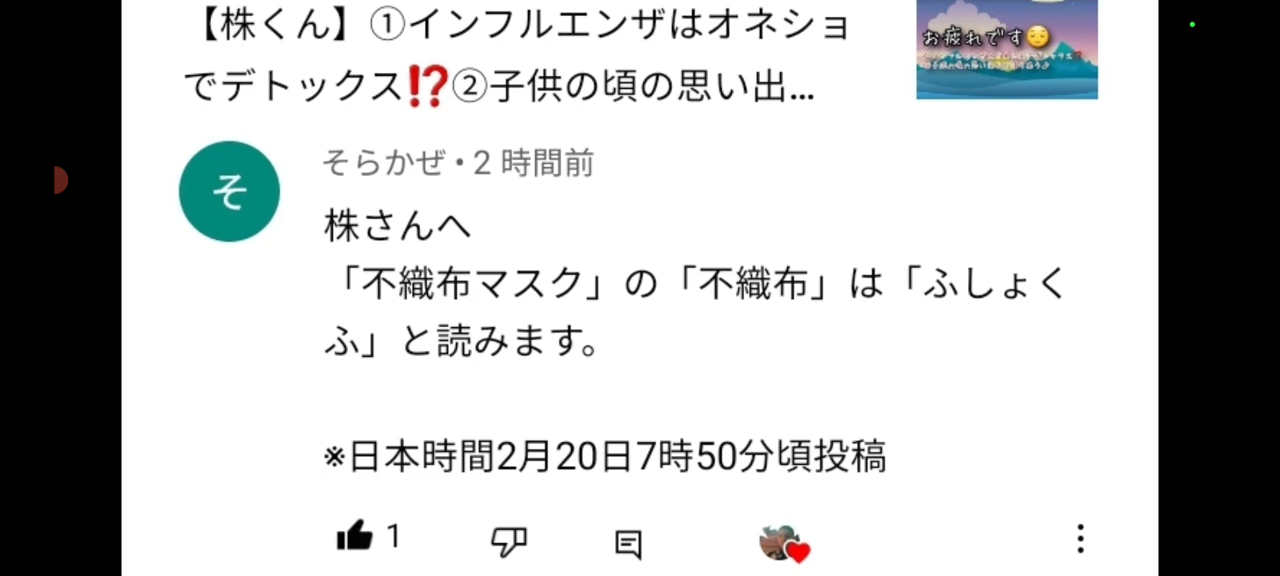 【株くん】①インフルエンザはオネショ
でデトックス⁉️②子供の頃の思い出...
お疲れです😌
そ
そらかぜ・2 時間前
株さんへ
「不織布マスク」の「不織布」は「ふしょく
ふ」と読みます。
※日本時間2月20日7時50分頃投稿
1